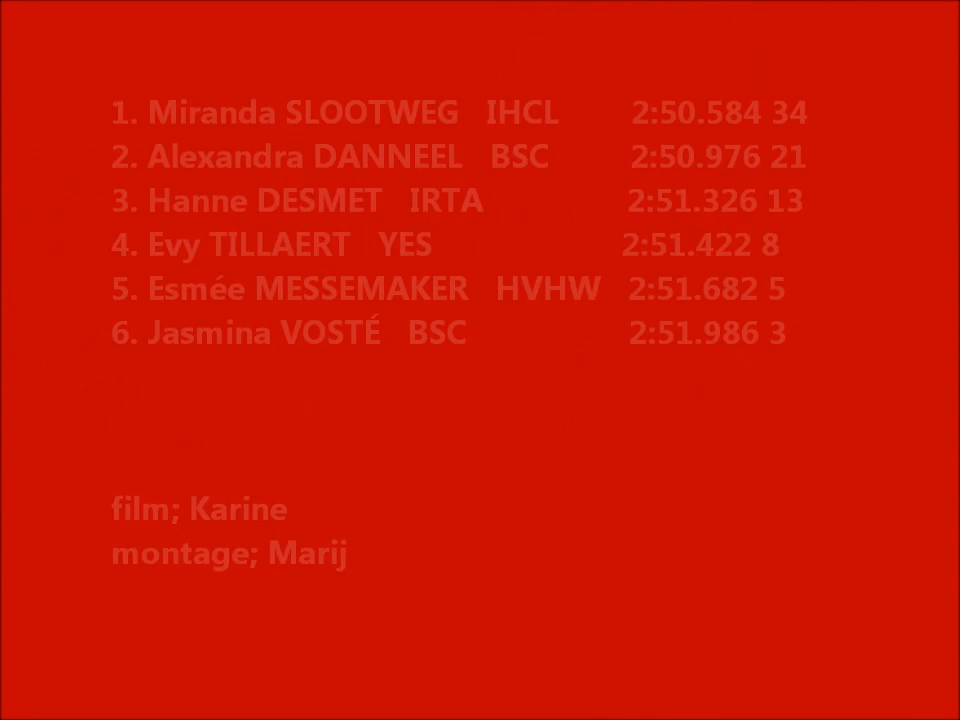 1. Miranda SLOOTWEG IHCL 2:50.584 34
2. Alexandra DANNEEL BSC 2:50.976 21
3. Hanne DESMET IRTA 2:51.326 13
4. Evy TILLAERT YES 2:51.422 8
5. Esmée MESSEMAKER HVHW 2:51.682 5
6. Jasmina VOSTÉ BSC 2:51.986 3
film; Karine
montage; Marij